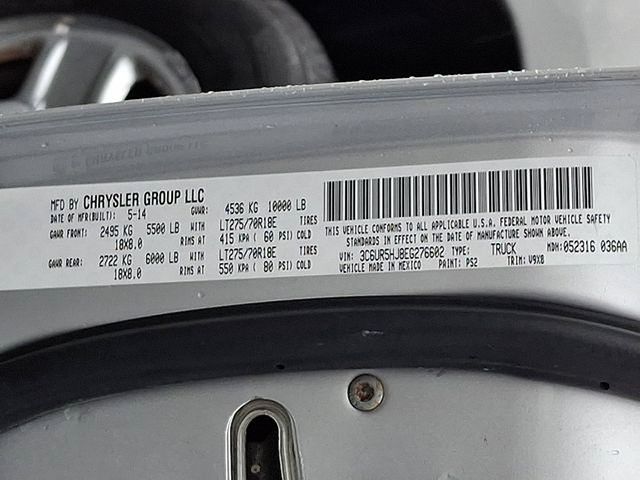 MFD BY CHRYSLER GROUP LLC
DATE OF MFR(BUILT): 5-14 GVWR: 4536 KG 10000 LB
GAWR FRONT: 2495 KG 5500 LB WITH LT275/70R18E TIRES
18X8.0 RIMS AT 415 KPA ( 60 PSI) COLD
GAWR REAR: 2722 KG 6000 LB WITH LT275/70R18E TIRES
18X8.0 RIMS AT 550 KPA ( 80 PSI) COLD
THIS VEHICLE CONFORMS TO ALL APPLICABLE U.S.A. FEDERAL MOTOR VEHICLE SAFETY
STANDARDS IN EFFECT ON THE DATE OF MANUFACTURE SHOWN ABOVE.
VIN: 3C6UR5HJ8EG276602 TYPE: TRUCK MDH: 052316 036AA
VEHICLE MADE IN MEXICO PAINT: PS2 TRIM: V9X8